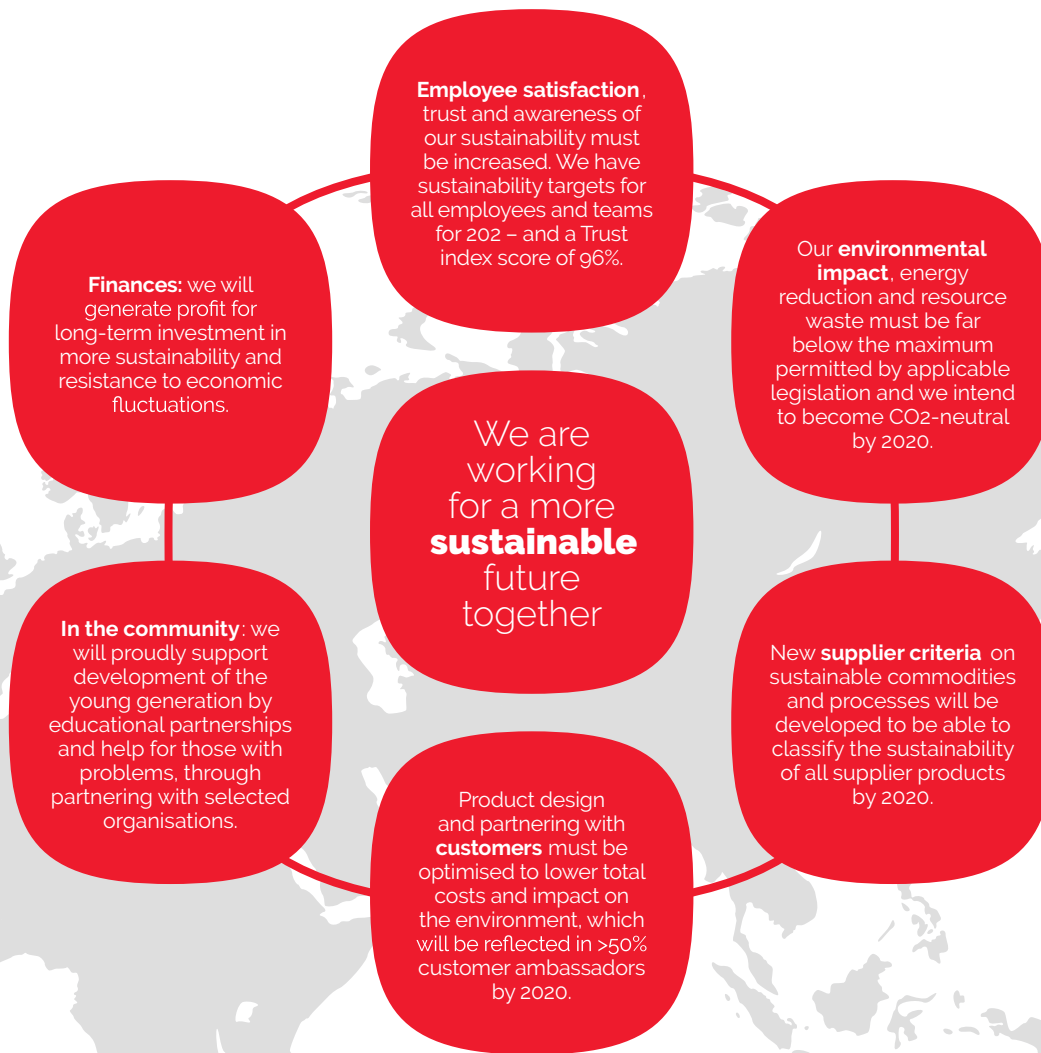 Employee satisfaction,
trust and awareness of
our sustainability must
be increased. We have
sustainability targets for
all employees and teams
for 202 – and a Trust
index score of 96%.
Our environmental
impact, energy
reduction and resource
waste must be far
below the maximum
permitted by applicable
legislation and we intend
to become CO2-neutral
by 2020.
New supplier criteria on
sustainable commodities
and processes will be
developed to be able to
classify the sustainability
of all supplier products
by 2020.
Product design
and partnering with
customers must be
optimised to lower total
costs and impact on
the environment, which
will be reflected in >50%
customer ambassadors
by 2020.
In the community: we
will proudly support
development of the
young generation by
educational partnerships
and help for those with
problems, through
partnering with selected
organisations.
Finances: we will
generate profit for
long-term investment in
more sustainability and
resistance to economic
fluctuations.
We are
working
for a more
sustainable
future
together